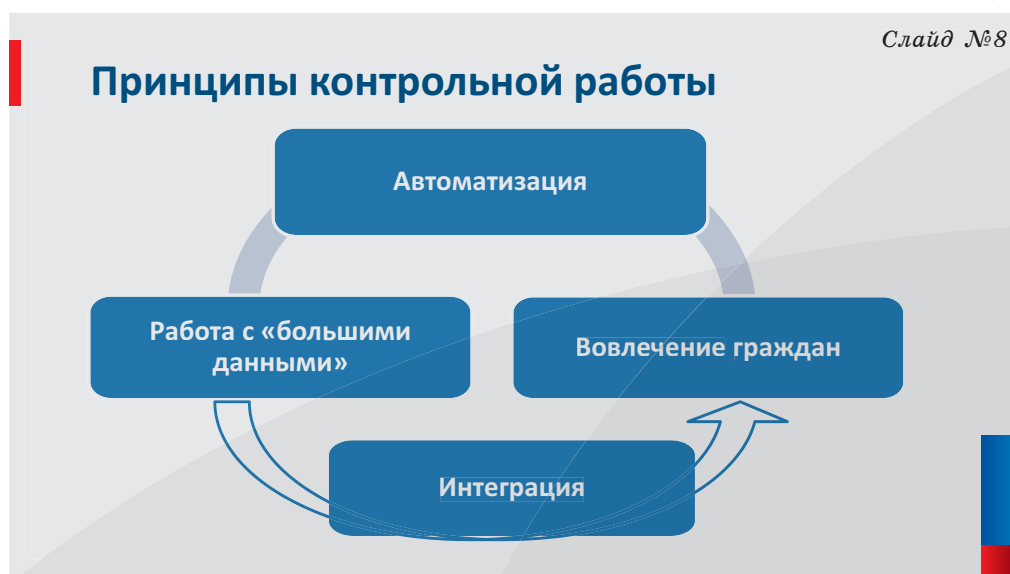 Слайд №8
Принципы контрольной работы
Автоматизация
Работа с «большими
данными»
Вовлечение граждан
Интеграция